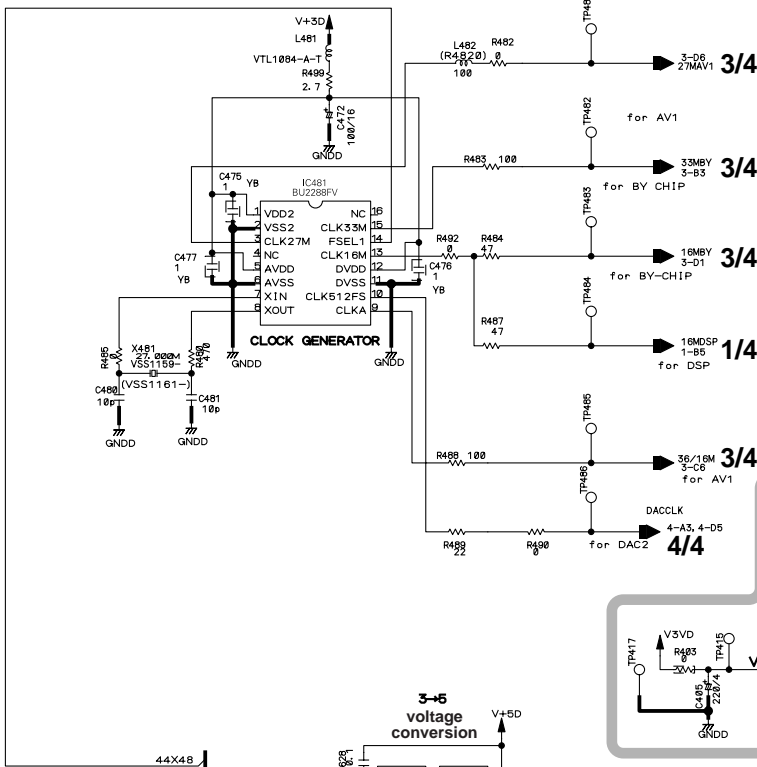 V+3D
L481
VTL1084-A-T
R499
2.7
C472
100/16
GNDD
L482
(R4820)
100
R482
0
3-D6
27MAV1
3/4
TP482
for AV1
R483 100
33MBY
3-B3
3/4
for BY CHIP
TP483
C475
1
YB
IC481
BU2288FV
1 VDD2
2 VSS2
3 CLK27M
4 NC
5 AVDD
6 AVSS
7 XIN
8 XOUT
NC 16
CLK33M 15
FSEL1 14
CLK16M 13
DVDD 12
DVSS 11
CLK512FS 10
CLKA 9
C477
1
YB
C476
1
YB
R492
0
R484
47
16MBY
3-D1
3/4
for BY-CHIP
TP484
R487
47
16MDSP
1-B5
1/4
for DSP
CLOCK GENERATOR
GNDD
GNDD
R485
0
X481
27.000M
VSS1159-
(VSS1161-)
R480
470
C480
10p
C481
10p
GNDD
GNDD
TP485
R488 100
36/16M
3-C6
3/4
for AV1
TP486
R489
22
R490
0
for DAC2
DACCLK
4-A3, 4-D5
4/4
TP417
V3VD
R403
0
TP415
C405
220/4
GNDD
3→5
voltage
conversion
V+5D
44X48
628
0.1